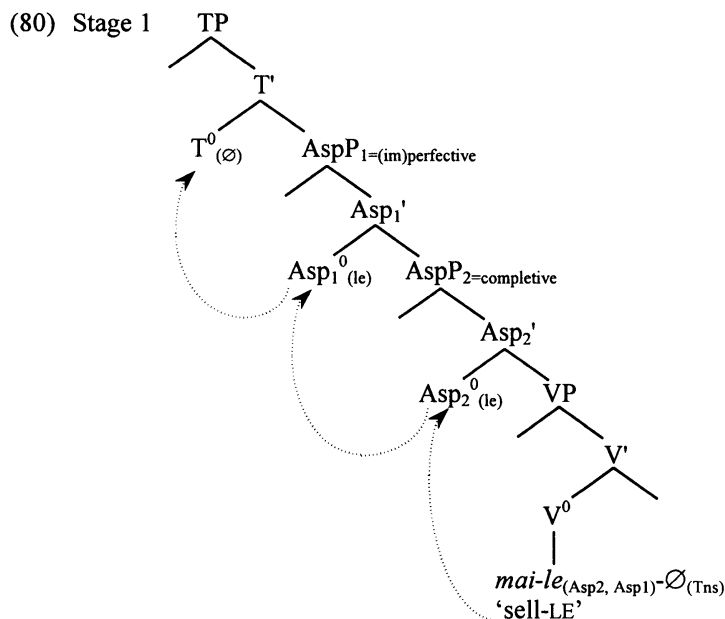 (80) Stage 1 TP
T'
T⁰(∅) AspP1=(im)perfective
Asp₁'
Asp₁⁰(le) AspP2=completive
Asp₂'
Asp₂⁰(le) VP
V'
V⁰
mai-le(Asp2, Asp1)-∅(Tns)
‘sell-LE’